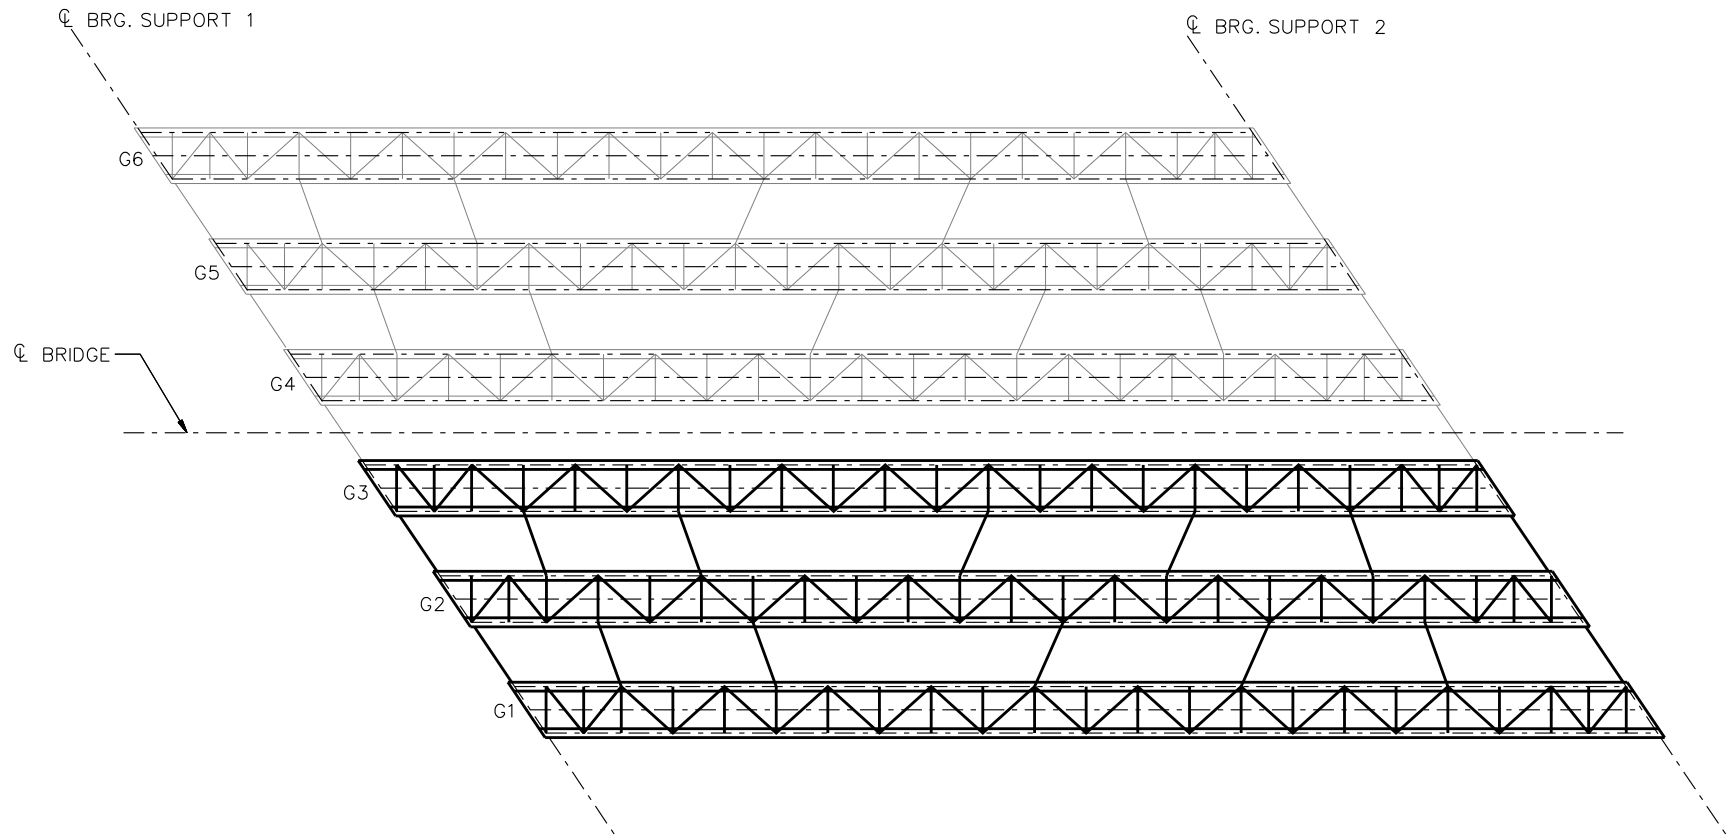 ℄ BRG. SUPPORT 1
℄ BRG. SUPPORT 2
G6
G5
℄ BRIDGE
G4
G3
G2
G1